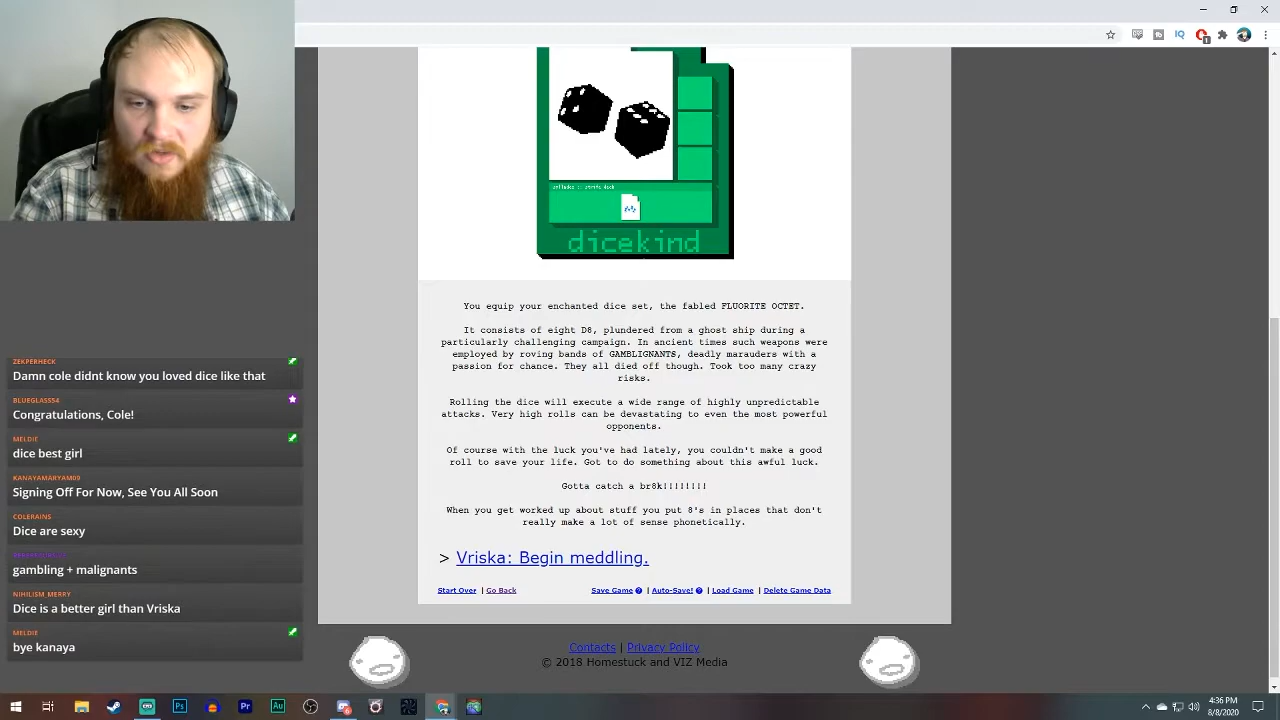 dicekind
You equip your enchanted dice set, the fabled FLUORITE OCTET.
It consists of eight D8, plundered from a ghost ship during a
particularly challenging campaign. In ancient times such weapons were
employed by roving bands of GAMBLIGNANTS, deadly marauders with a
passion for chance. They all died off though. Took too many crazy
risks.
Rolling the dice will execute a wide range of highly unpredictable
attacks. Very high rolls can be devastating to even the most powerful
opponents.
Of course with the luck you've had lately, you couldn't make a good
roll to save your life. Got to do something about this awful luck.
Gotta catch a br8k!!!!!!!!
When you get worked up about stuff you put 8's in places that don't
really make a lot of sense phonetically.
> Vriska: Begin meddling.
Start Over | Go Back Save Game | Auto-Save! | Load Game | Delete Game Data
Contacts | Privacy Policy
© 2018 Homestuck and VIZ Media
ZEKPERHECK
Damn cole didnt know you loved dice like that
BLUEGLASS54
Congratulations, Cole!
MELDIE
dice best girl
KANAYAMARYAM09
Signing Off For Now, See You All Soon
COLERAINS
Dice are sexy
gambling + malignants
NIHILISM_MERRY
Dice is a better girl than Vriska
MELDIE
bye kanaya
4:36 PM
8/8/2020